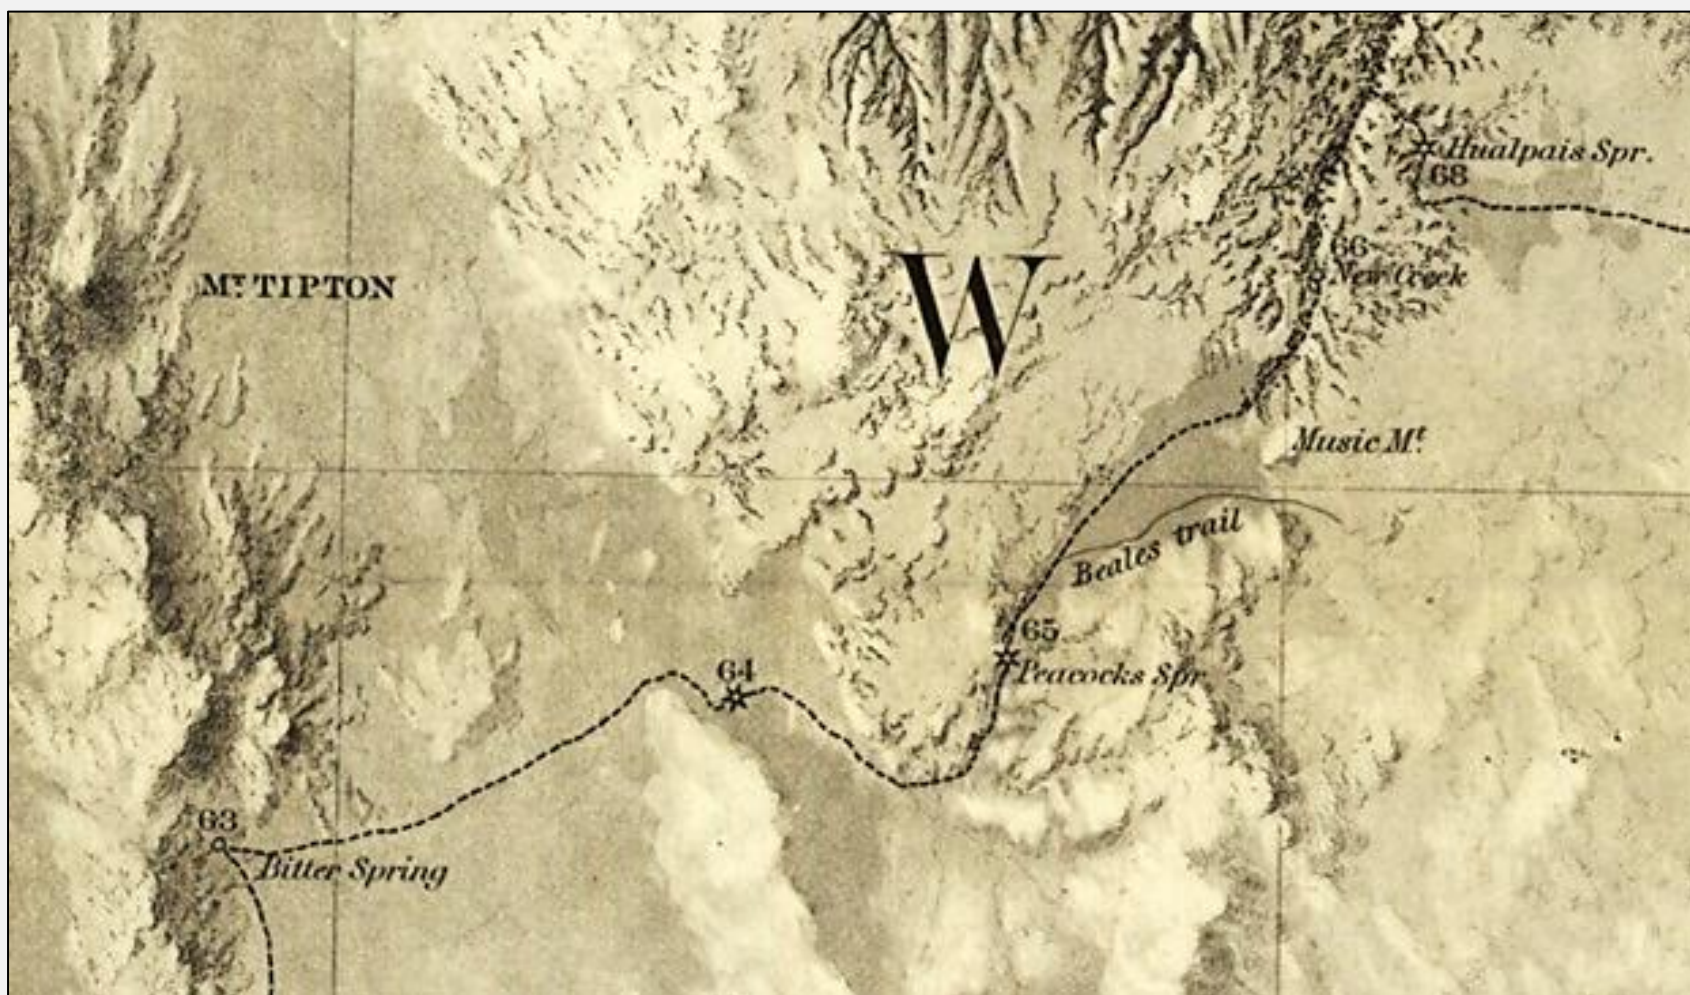 Hualpais Spr.
68
66
New Creek
Mt. TIPTON
W
Music Mt.
Beales trail
65
Peacocks Spr.
64
63
Bitter Spring